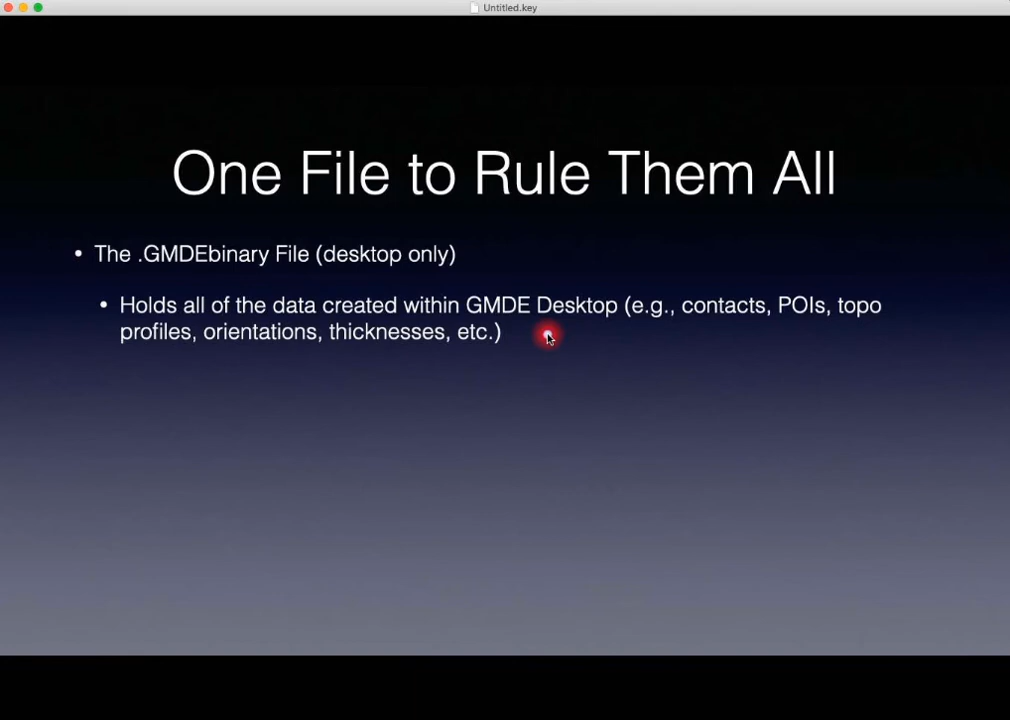 Untitled.key
One File to Rule Them All
• The .GMDEbinary File (desktop only)
• Holds all of the data created within GMDE Desktop (e.g., contacts, POIs, topo
profiles, orientations, thicknesses, etc.)